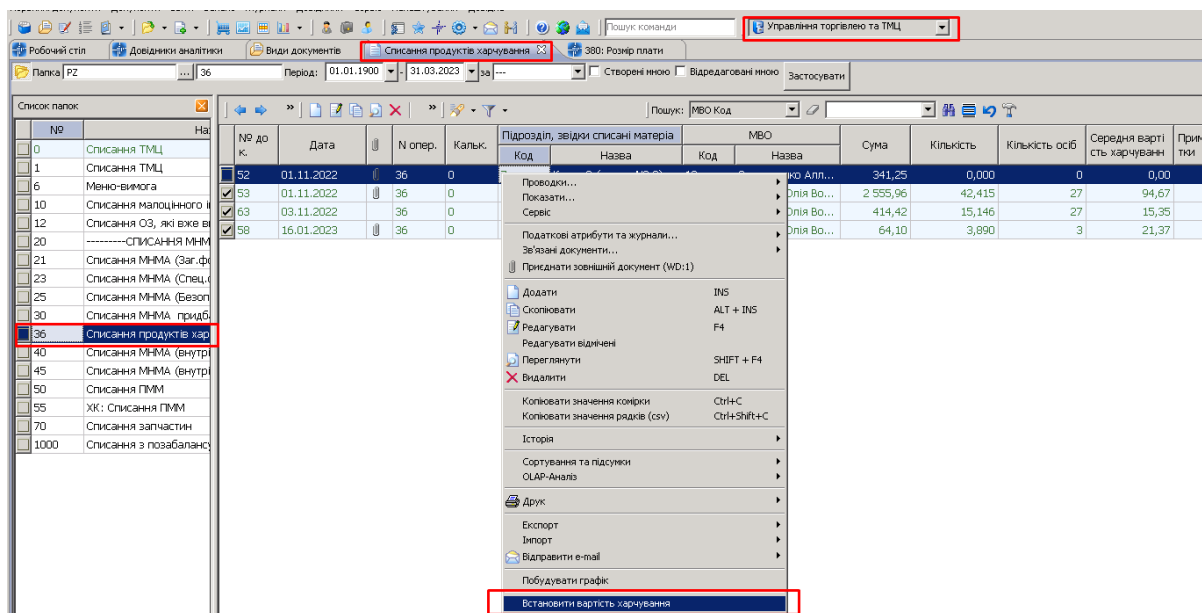 Пошук команди
Управління торгівлею та ТМЦ
Робочий стіл
Довідники аналітики
Види документів
Списання продуктів харчування
380: Розмір плати
Папка PZ
...
36
Період: 01.01.1900 - 31.03.2023 за ---
Створені мною
Відредаговані мною
Застосувати
Список папок
Пошук: МВО Код
№
0 Списання ТМЦ
1 Списання ТМЦ
6 Меню-вимога
10 Списання малоцінного
12 Списання ОЗ, які вже
20 ---------СПИСАННЯ МНМ
21 Списання МНМА (Заг.ф
23 Списання МНМА (Спец.
25 Списання МНМА (Безоп
30 Списання МНМА придб
36 Списання продуктів хар
40 Списання МНМА (внутрі
45 Списання МНМА (внутрі
50 Списання ПММ
55 ХК: Списання ПММ
70 Списання запчастин
1000 Списання з позабаланс
№ до к. Дата N опер. Кальк. Підрозділ, звідки списані матеріа МВО Сума Кількість Кількість осіб Середня варті сть харчуванн Прим тки
Код Назва Код Назва
52 01.11.2022 36 0 341,25 0,000 0 0,00
53 01.11.2022 36 0 2 555,96 42,415 27 94,67
63 03.11.2022 36 0 414,42 15,146 27 15,35
58 16.01.2023 36 0 64,10 3,890 3 21,37
Проводки...
Показати...
Сервіс
Податкові атрибути та журнали...
Зв'язані документи...
Приєднати зовнішній документ (WD:1)
Додати INS
Скопіювати ALT + INS
Редагувати F4
Редагувати відмічені
Переглянути SHIFT + F4
Видалити DEL
Копіювати значення комірки Ctrl+C
Копіювати значення рядків (csv) Ctrl+Shift+C
Історія
Сортування та підсумки
OLAP-Аналіз
Друк
Експорт
Імпорт
Відправити e-mail
Побудувати графік
Встановити вартість харчування